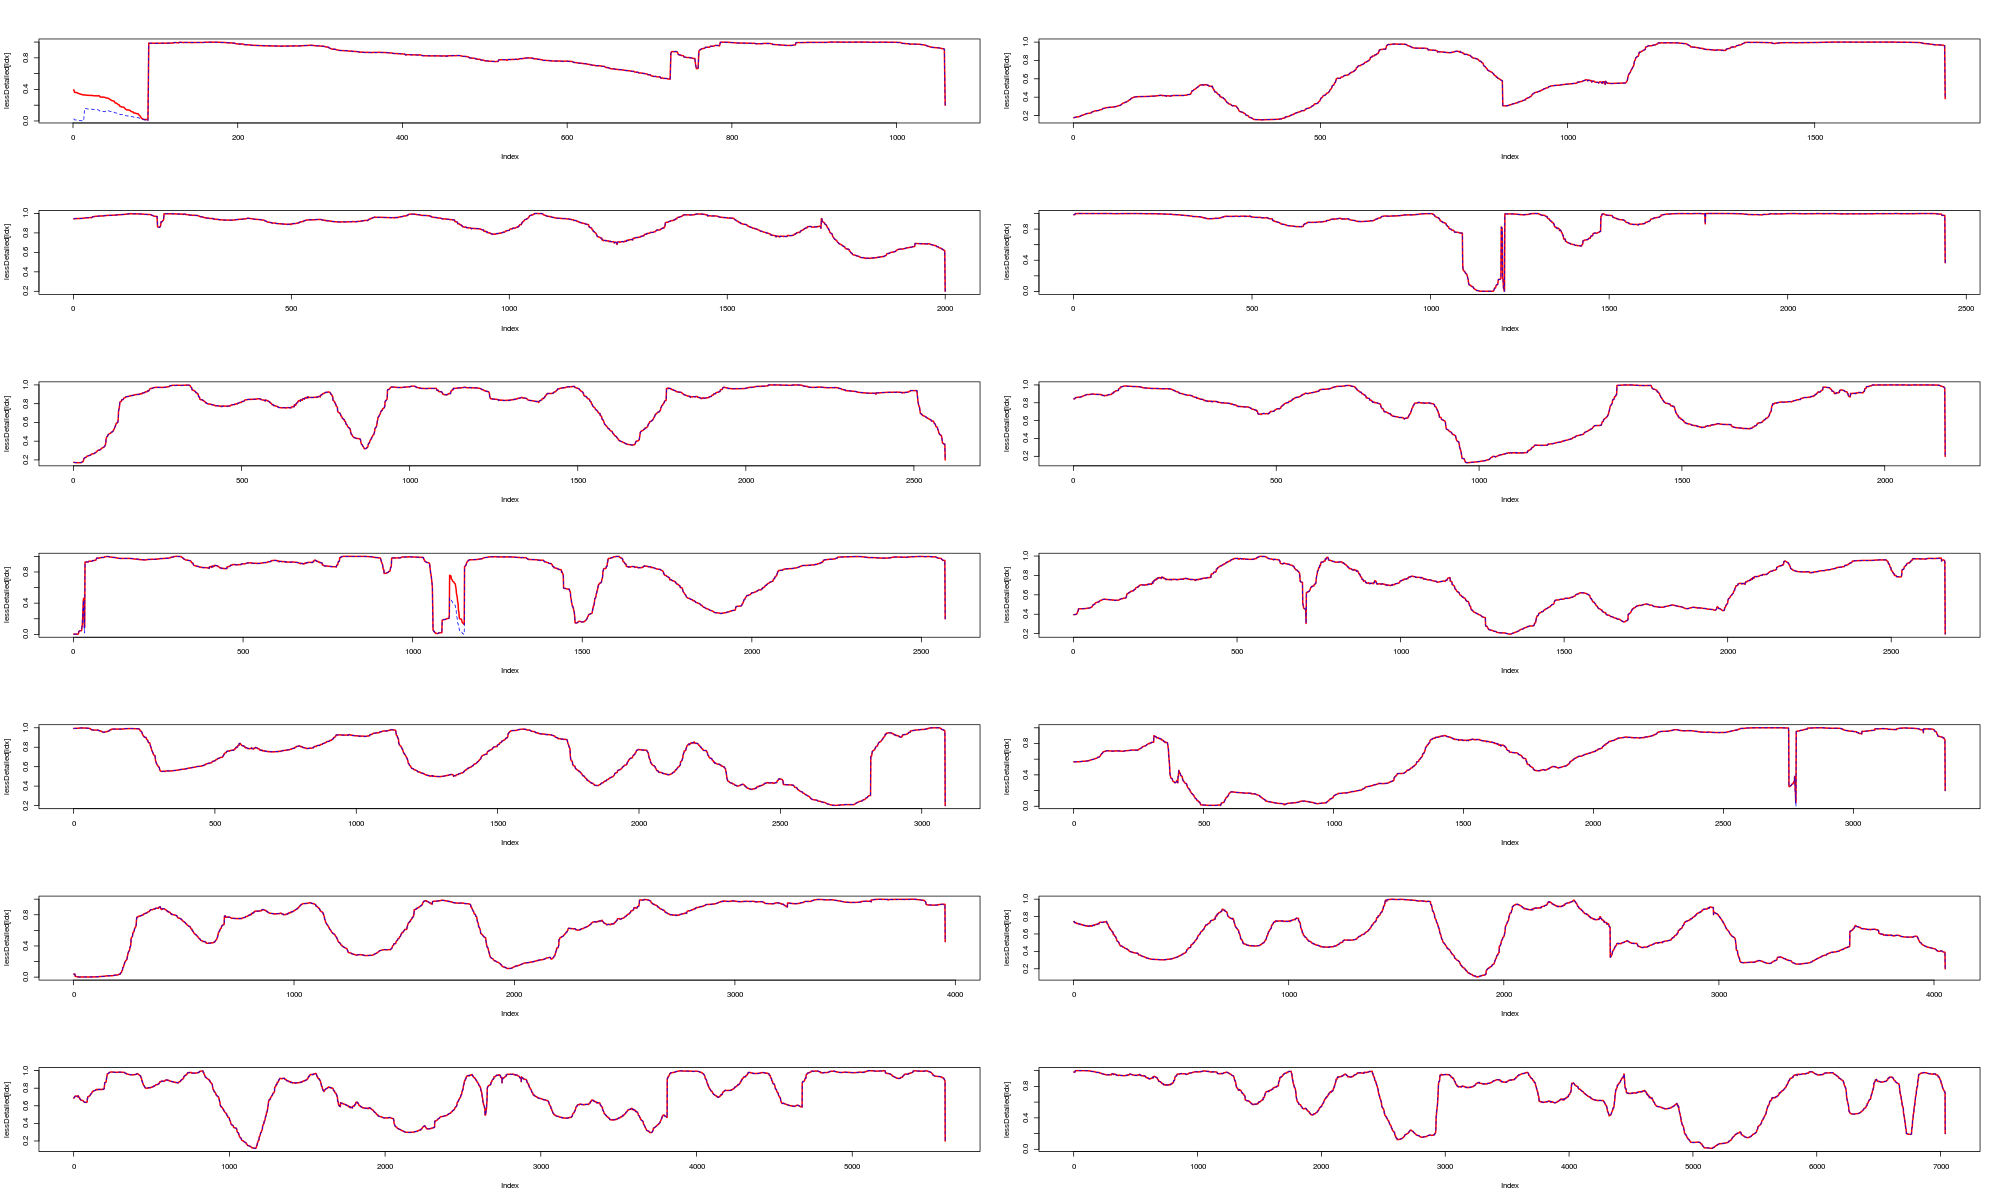 lessDetailed[idx]
0.0 0.4 0.8
0 200 400 600 800 1000
Index
lessDetailed[idx]
0.2 0.4 0.6 0.8 1.0
0 500 1000 1500
Index
lessDetailed[idx]
0.2 0.4 0.6 0.8 1.0
0 500 1000 1500 2000
Index
lessDetailed[idx]
0.0 0.4 0.8
0 500 1000 1500 2000 2500
Index
lessDetailed[idx]
0.2 0.4 0.6 0.8 1.0
0 500 1000 1500 2000 2500
Index
lessDetailed[idx]
0.2 0.4 0.6 0.8 1.0
0 500 1000 1500 2000
Index
lessDetailed[idx]
0.0 0.4 0.8
0 500 1000 1500 2000 2500
Index
lessDetailed[idx]
0.2 0.4 0.6 0.8 1.0
0 500 1000 1500 2000 2500
Index
lessDetailed[idx]
0.2 0.4 0.6 0.8 1.0
0 500 1000 1500 2000 2500 3000
Index
lessDetailed[idx]
0.0 0.4 0.8
0 500 1000 1500 2000 2500 3000
Index
lessDetailed[idx]
0.0 0.4 0.8
0 1000 2000 3000 4000
Index
lessDetailed[idx]
0.2 0.4 0.6 0.8 1.0
0 1000 2000 3000 4000
Index
lessDetailed[idx]
0.2 0.4 0.6 0.8 1.0
0 1000 2000 3000 4000 5000
Index
lessDetailed[idx]
0.0 0.4 0.8
0 1000 2000 3000 4000 5000 6000 7000
Index